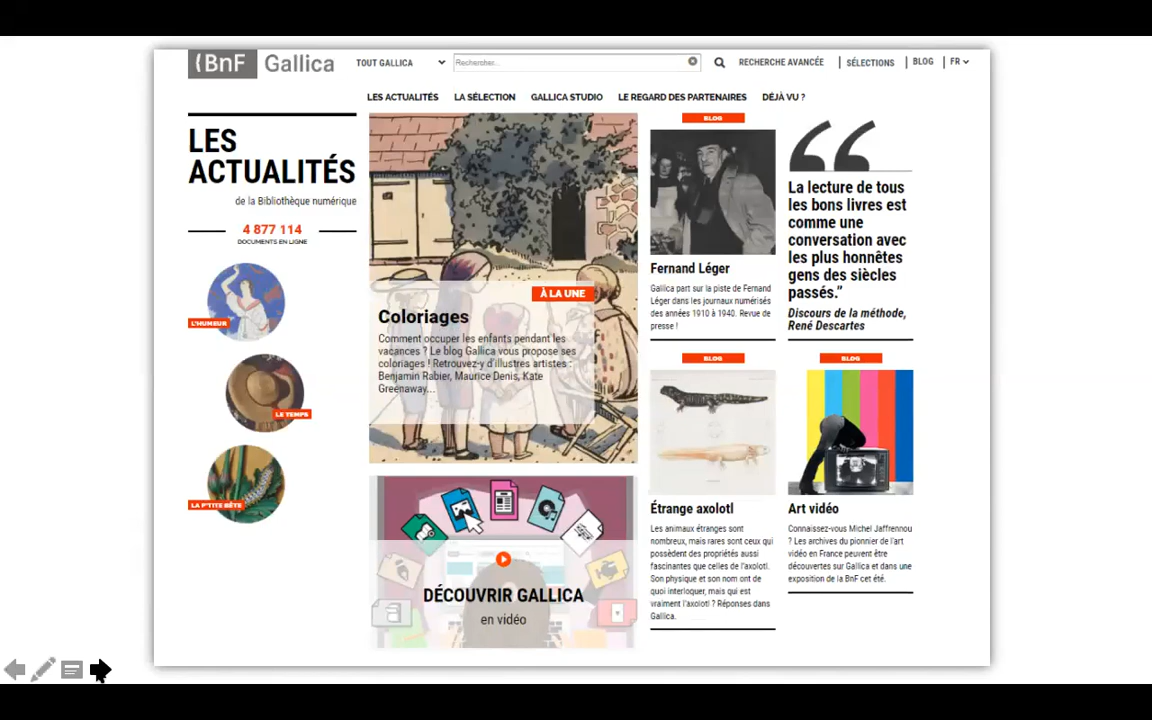 BnF Gallica
TOUT GALLICA
Rechercher...
RECHERCHE AVANCÉE
SÉLECTIONS
BLOG
FR
LES ACTUALITÉS
LA SÉLECTION
GALLICA STUDIO
LE REGARD DES PARTENAIRES
DÉJÀ VU ?
LES
ACTUALITÉS
de la Bibliothèque numérique
4 877 114
DOCUMENTS EN LIGNE
L'HUMEUR
LE TEMPS
LA P'TITE BÊTE
À LA UNE
Coloriages
Comment occuper les enfants pendant les
vacances ? Le blog Gallica vous propose ses
coloriages ! Retrouvez-y d'illustres artistes :
Benjamin Rabier, Maurice Denis, Kate
Greenaway...
DÉCOUVRIR GALLICA
en vidéo
BLOG
Fernand Léger
Gallica part sur la piste de Fernand
Léger dans les journaux numérisés
des années 1910 à 1940. Revue de
presse !
“
La lecture de tous
les bons livres est
comme une
conversation avec
les plus honnêtes
gens des siècles
passés.”
Discours de la méthode,
René Descartes
BLOG
Étrange axolotl
Les animaux étranges sont
nombreux, mais rares sont ceux qui
possèdent des propriétés aussi
fascinantes que celles de l'axolotl.
Son physique et son nom ont de
quoi interloquer, mais qui est
vraiment l'axolotl ? Réponses dans
Gallica.
BLOG
Art vidéo
Connaissez-vous Michel Jaffrennou
? Les archives du pionnier de l'art
vidéo en France peuvent être
découvertes sur Gallica et dans une
exposition de la BnF cet été.